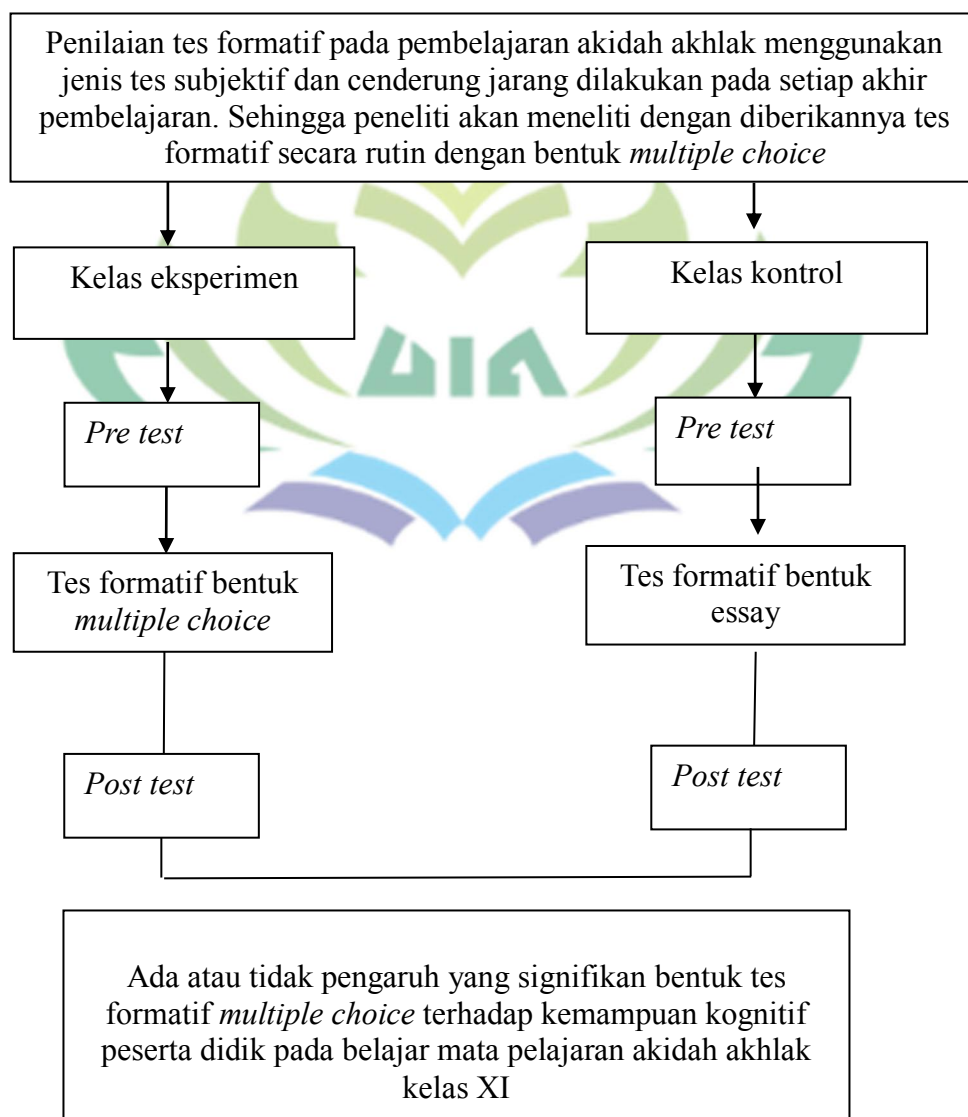 Penilaian tes formatif pada pembelajaran akidah akhlak menggunakan
jenis tes subjektif dan cenderung jarang dilakukan pada setiap akhir
pembelajaran. Sehingga peneliti akan meneliti dengan diberikannya tes
formatif secara rutin dengan bentuk multiple choice
Kelas eksperimen
Kelas kontrol
UIN
Pre test
Pre test
Tes formatif bentuk
multiple choice
Tes formatif bentuk
essay
Post test
Post test
Ada atau tidak pengaruh yang signifikan bentuk tes
formatif multiple choice terhadap kemampuan kognitif
peserta didik pada belajar mata pelajaran akidah akhlak
kelas XI